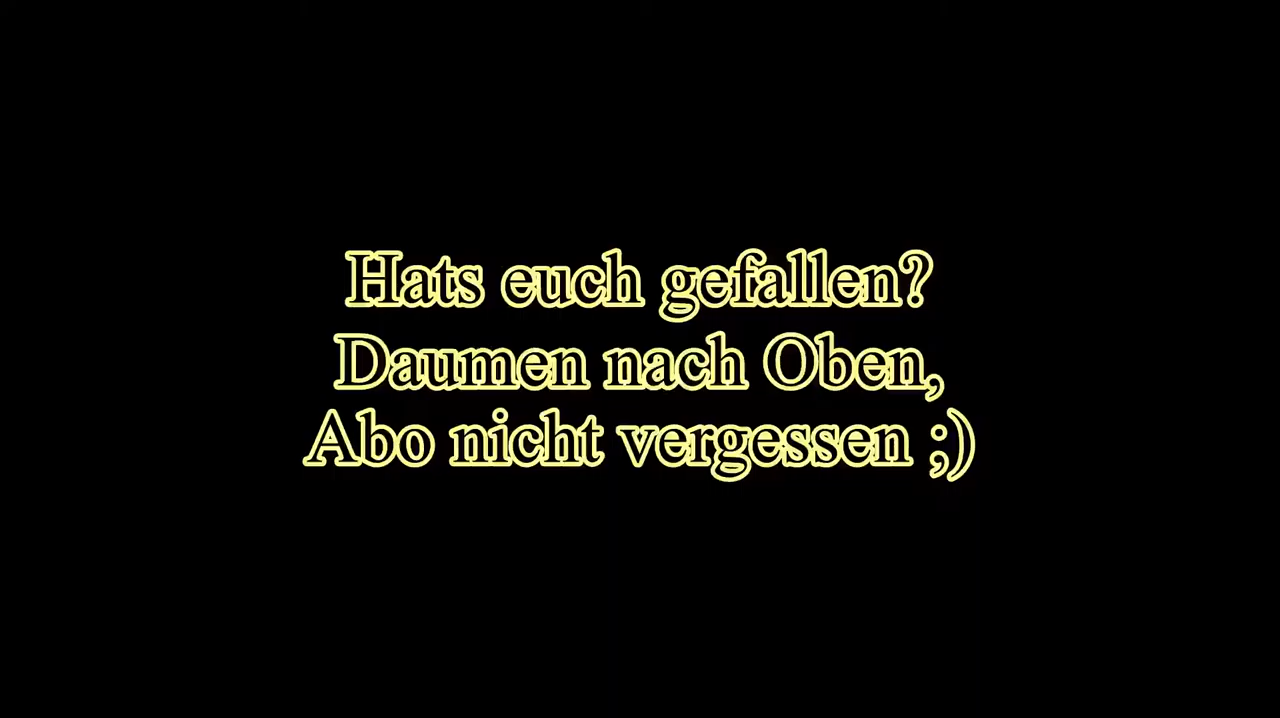 Hats euch gefallen?
Daumen nach Oben,
Abo nicht vergessen ;)